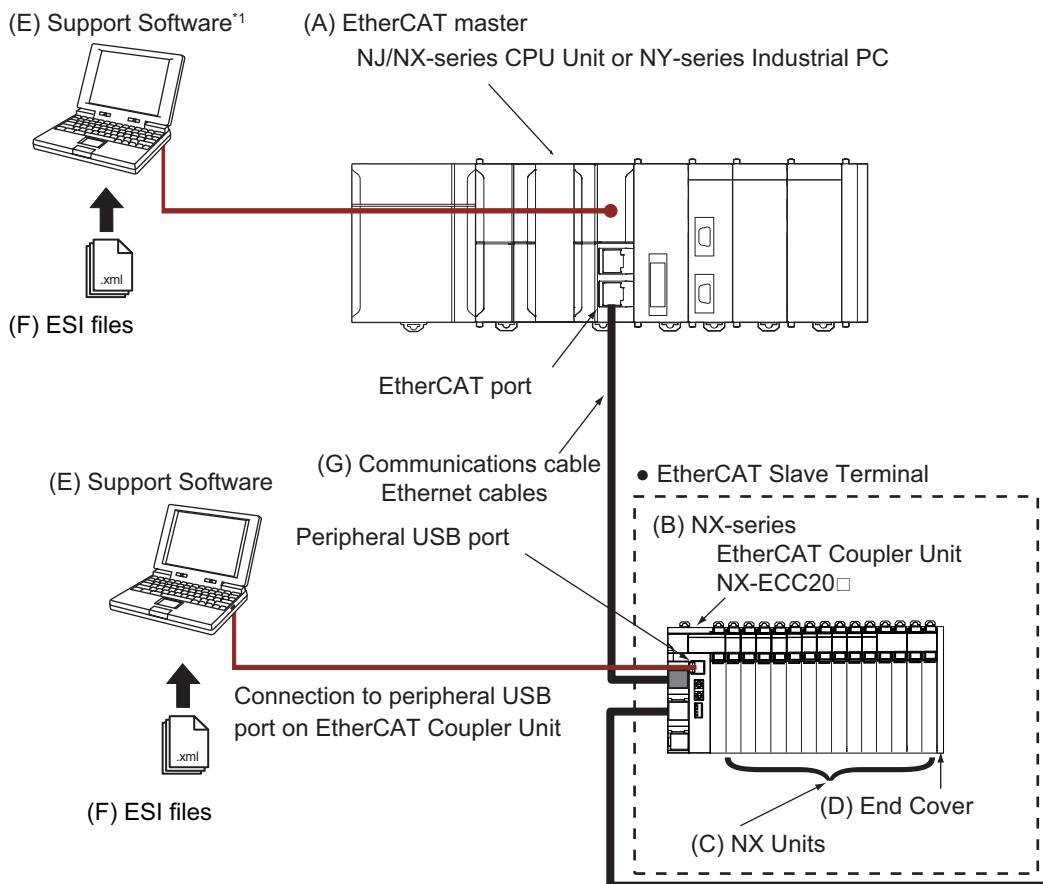 (E) Support Software*1
(A) EtherCAT master
NJ/NX-series CPU Unit or NY-series Industrial PC
.xml
(F) ESI files
EtherCAT port
(G) Communications cable
Ethernet cables
(E) Support Software
Peripheral USB port
● EtherCAT Slave Terminal
(B) NX-series
EtherCAT Coupler Unit
NX-ECC20□
Connection to peripheral USB
port on EtherCAT Coupler Unit
.xml
(F) ESI files
(D) End Cover
(C) NX Units